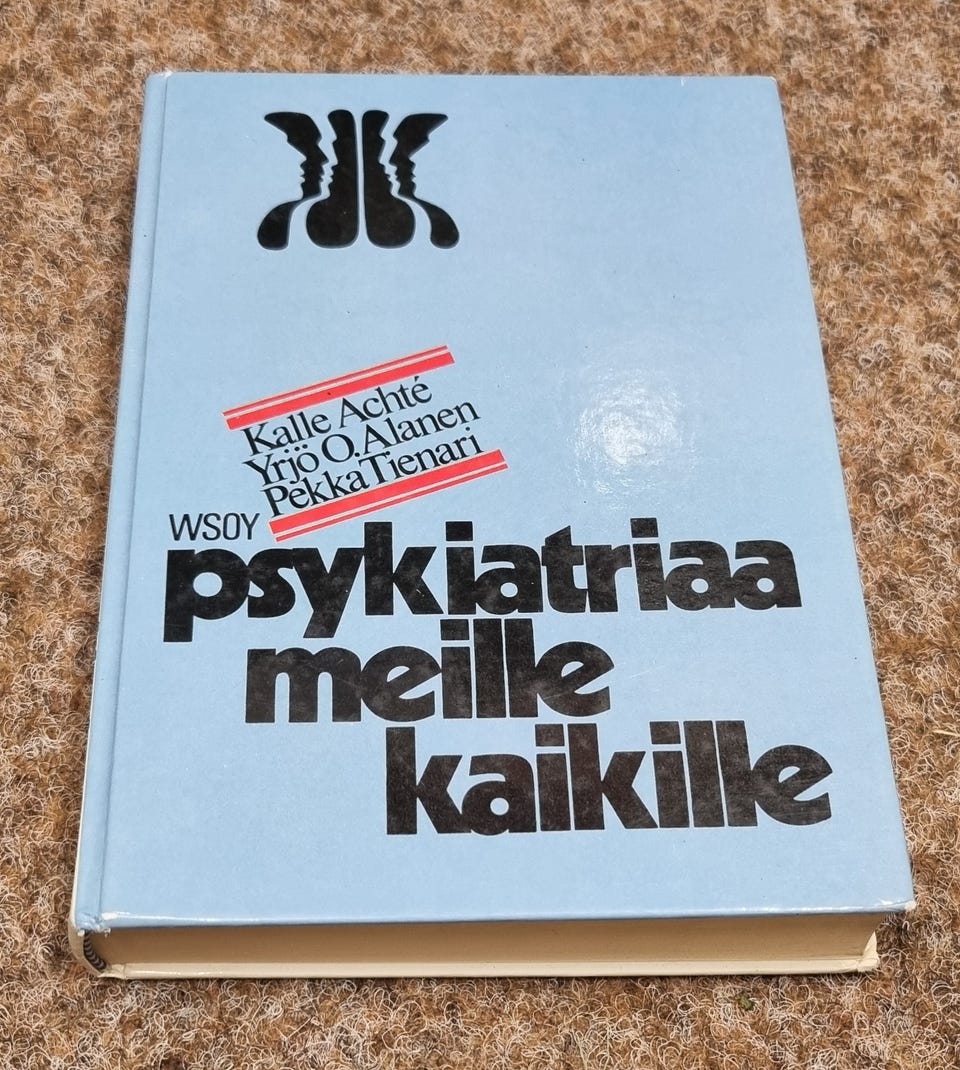 Kalle Achté
Yrjö O. Alanen
Pekka Tienari
WSOY
psykiatriaa
meille
kaikille